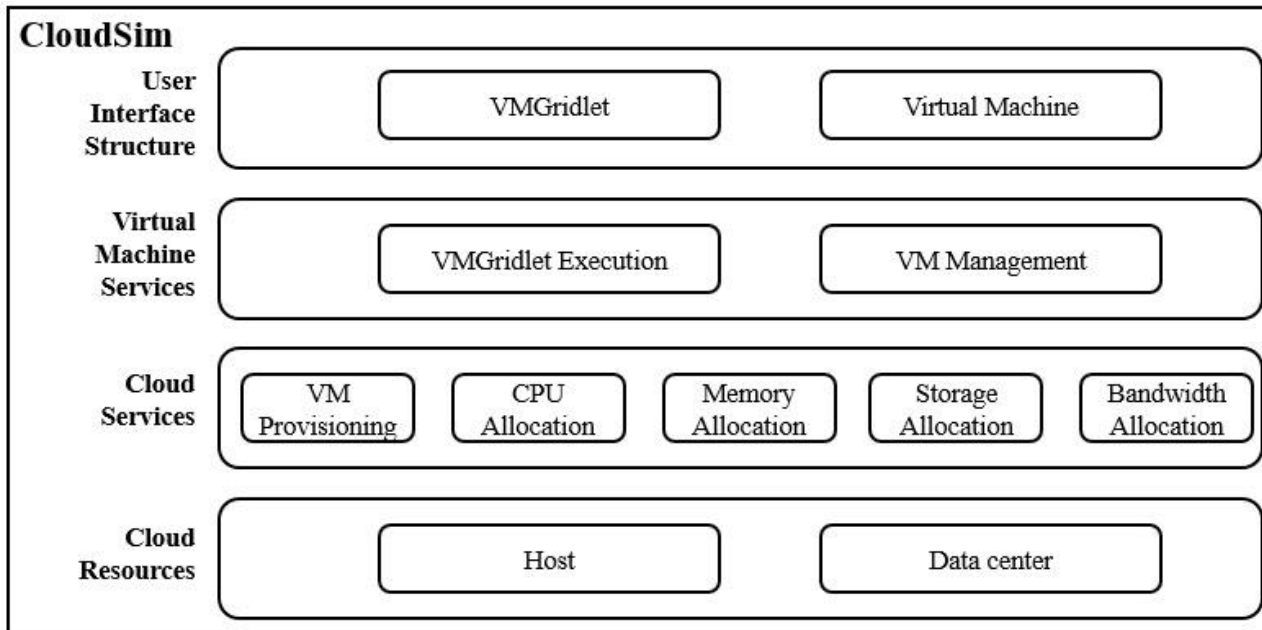 CloudSim
User
Interface
Structure
VMGridlet
Virtual Machine
Virtual
Machine
Services
VMGridlet Execution
VM Management
Cloud
Services
VM
Provisioning
CPU
Allocation
Memory
Allocation
Storage
Allocation
Bandwidth
Allocation
Cloud
Resources
Host
Data center